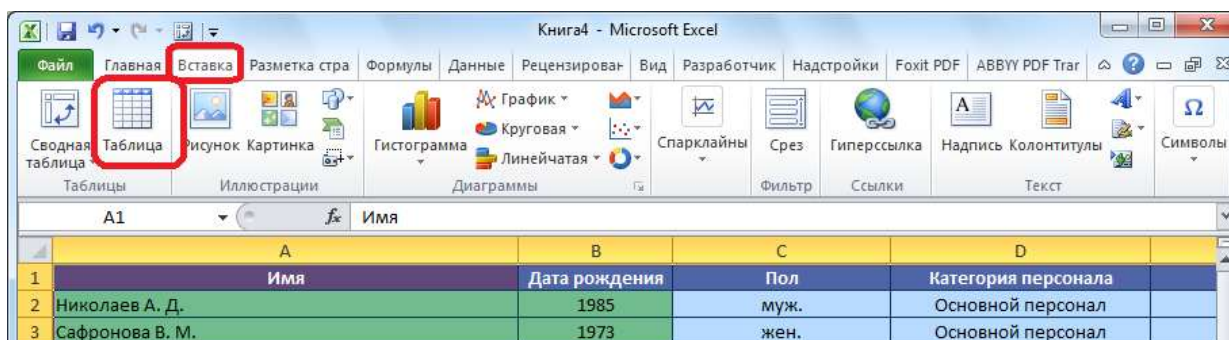 Книга4 - Microsoft Excel
Файл Главная Вставка Разметка стра Формулы Данные Рецензирован Вид Разработчик Надстройки Foxit PDF ABBYY PDF Trar
Сводная таблица Таблица Рисунок Картинка Гистограмма График Круговая Линейчатая Спарклайны Срез Гиперссылка Надпись Колонтитулы Символы
Таблицы Иллюстрации Диаграммы Фильтр Ссылки Текст
A1 fx Имя
A B C D
1 Имя Дата рождения Пол Категория персонала
2 Николаев А. Д. 1985 муж. Основной персонал
3 Сафронова В. М. 1973 жен. Основной персонал